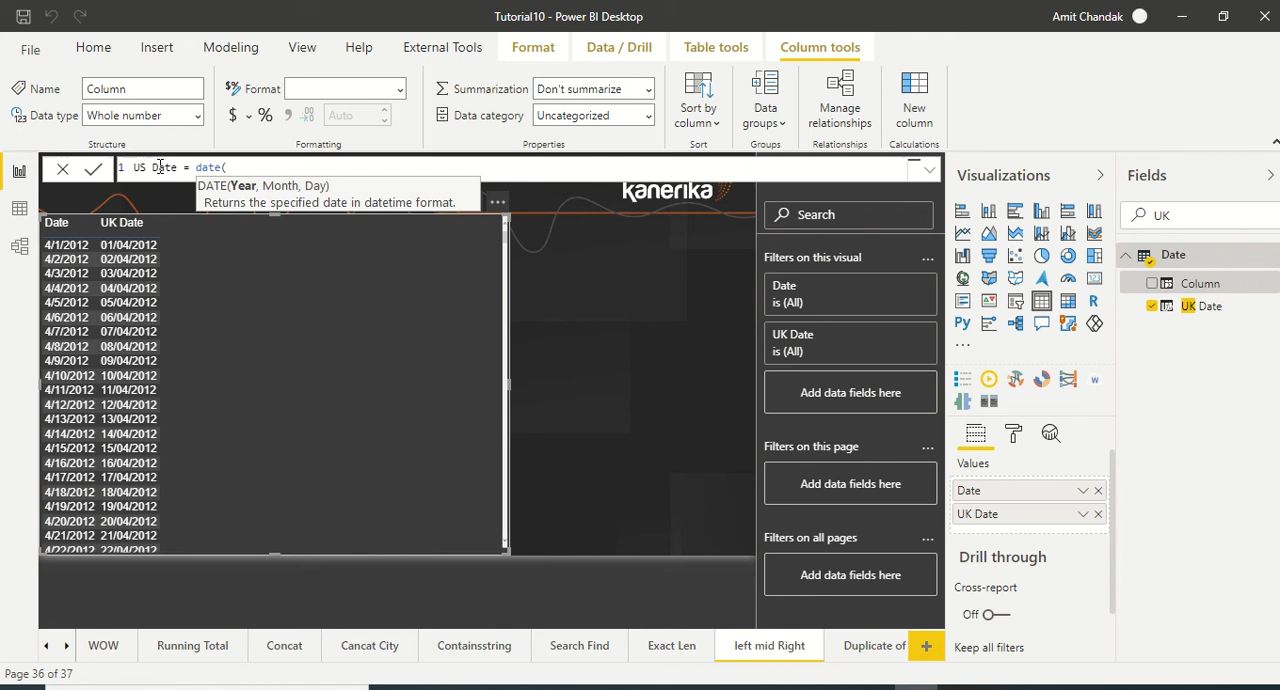 Tutorial10 - Power BI Desktop
Amit Chandak
File
Home
Insert
Modeling
View
Help
External Tools
Format
Data / Drill
Table tools
Column tools
Name
Column
Data type
Whole number
Structure
Format
$
%
Auto
Formatting
Summarization
Don't summarize
Data category
Uncategorized
Properties
Sort by
column
Sort
Data
groups
Groups
Manage
relationships
Relationships
New
column
Calculations
1 US Date = date(
DATE(Year, Month, Day)
Returns the specified date in datetime format.
kanerika
Date UK Date
4/1/2012 01/04/2012
4/2/2012 02/04/2012
4/3/2012 03/04/2012
4/4/2012 04/04/2012
4/5/2012 05/04/2012
4/6/2012 06/04/2012
4/7/2012 07/04/2012
4/8/2012 08/04/2012
4/9/2012 09/04/2012
4/10/2012 10/04/2012
4/11/2012 11/04/2012
4/12/2012 12/04/2012
4/13/2012 13/04/2012
4/14/2012 14/04/2012
4/15/2012 15/04/2012
4/16/2012 16/04/2012
4/17/2012 17/04/2012
4/18/2012 18/04/2012
4/19/2012 19/04/2012
4/20/2012 20/04/2012
4/21/2012 21/04/2012
4/22/2012 22/04/2012
Search
Filters on this visual
Date
is (All)
UK Date
is (All)
Add data fields here
Filters on this page
Add data fields here
Filters on all pages
Add data fields here
Visualizations
R
Py
Values
Date
UK Date
Drill through
Cross-report
Off
Keep all filters
Fields
UK
Date
Column
UK Date
WOW
Running Total
Concat
Cancat City
Containsstring
Search Find
Exact Len
left mid Right
Duplicate of
Page 36 of 37